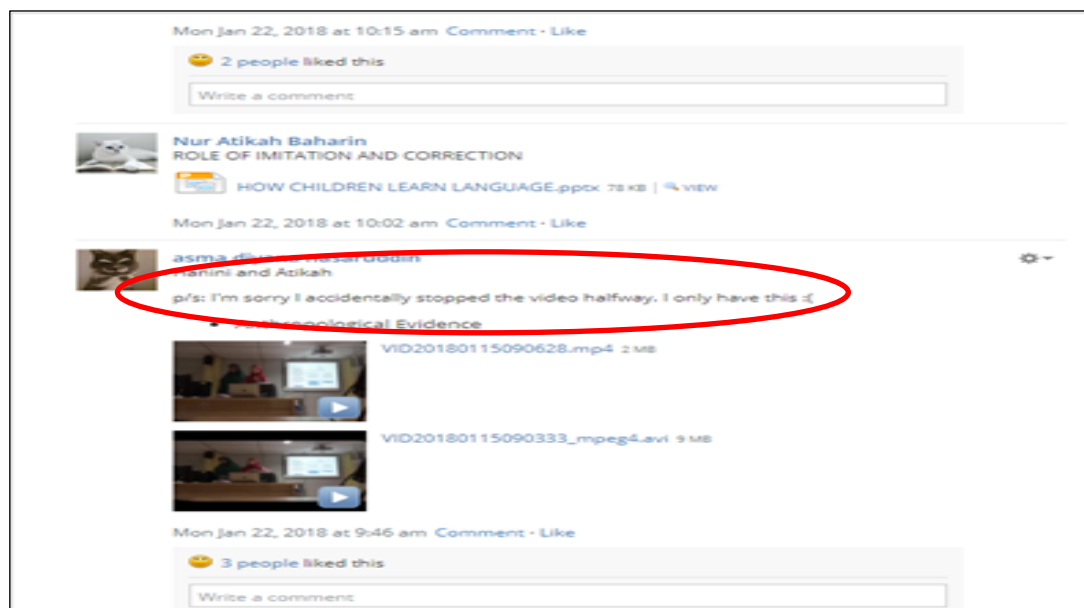 Mon Jan 22, 2018 at 10:15 am Comment · Like
2 people liked this
Write a comment
Nur Atikah Baharin
ROLE OF IMITATION AND CORRECTION
HOW CHILDREN LEARN LANGUAGE.pptx 78 KB | VIEW
Mon Jan 22, 2018 at 10:02 am Comment · Like
asma diyana nasaruddin
Hanini and Atikah
p/s: I'm sorry I accidentally stopped the video halfway. I only have this :(
• Anthropological Evidence
VID20180115090628.mp4 2 MB
VID20180115090333_mpeg4.avi 9 MB
Mon Jan 22, 2018 at 9:46 am Comment · Like
3 people liked this
Write a comment